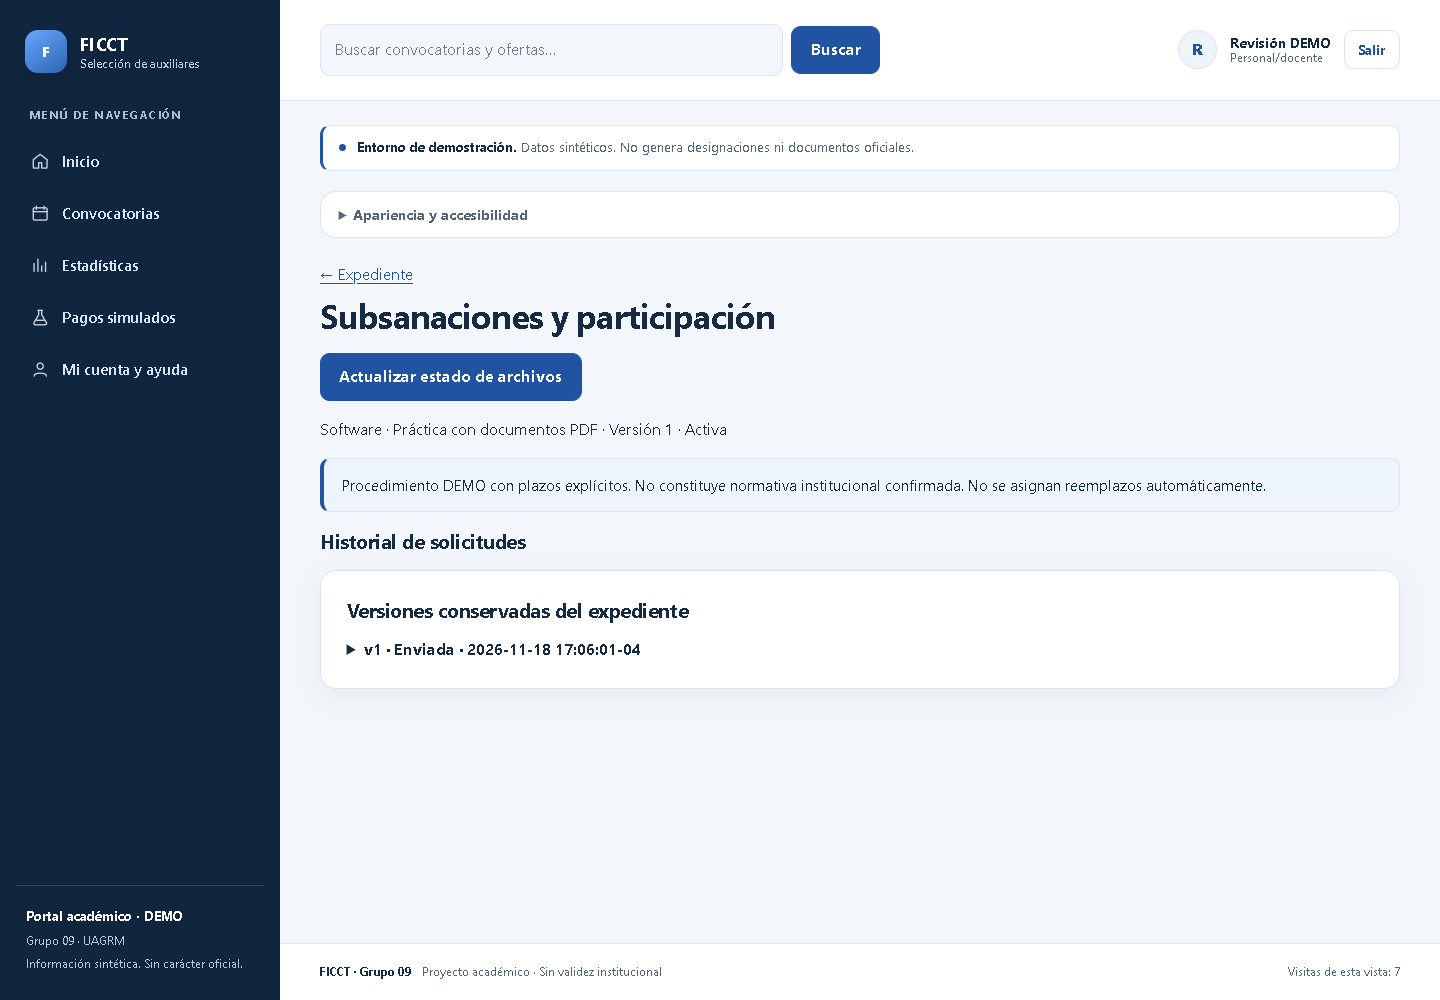 F
FICCT
Selección de auxiliares
MENÚ DE NAVEGACIÓN
Inicio
Convocatorias
Estadísticas
Pagos simulados
Mi cuenta y ayuda
Portal académico · DEMO
Grupo 09 · UAGRM
Información sintética. Sin carácter oficial.
Buscar convocatorias y ofertas...
Buscar
R
Revisión DEMO
Personal/docente
Salir
Entorno de demostración. Datos sintéticos. No genera designaciones ni documentos oficiales.
Apariencia y accesibilidad
← Expediente
Subsanaciones y participación
Actualizar estado de archivos
Software · Práctica con documentos PDF · Versión 1 · Activa
Procedimiento DEMO con plazos explícitos. No constituye normativa institucional confirmada. No se asignan reemplazos automáticamente.
Historial de solicitudes
Versiones conservadas del expediente
v1 · Enviada · 2026-11-18 17:06:01-04
FICCT · Grupo 09 Proyecto académico · Sin validez institucional
Visitas de esta vista: 7